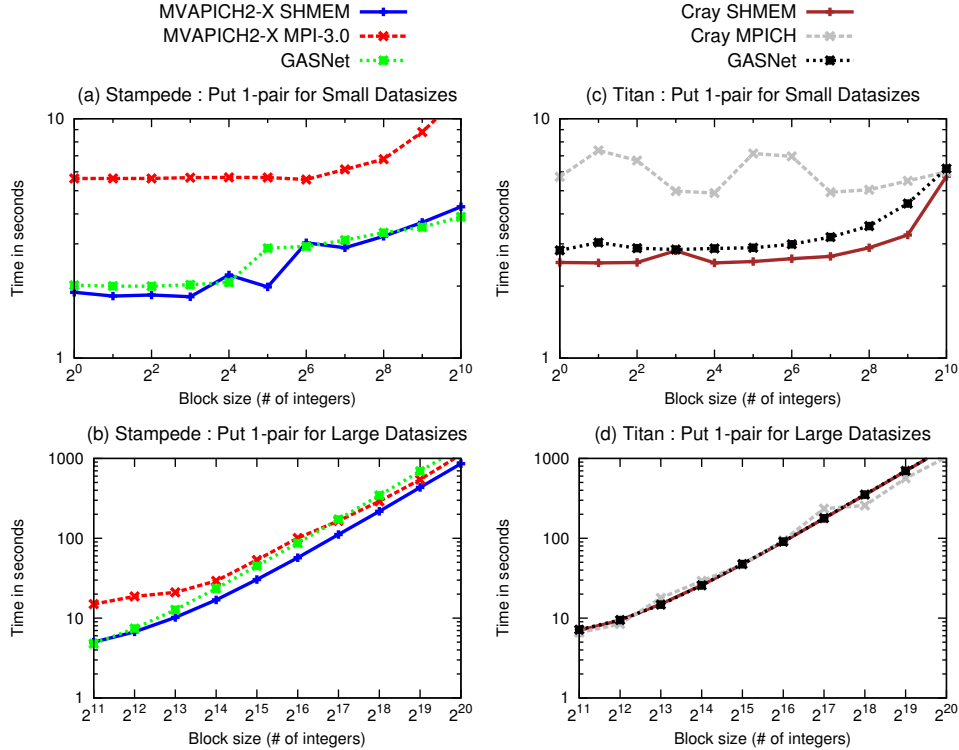 MVAPICH2-X SHMEM
MVAPICH2-X MPI-3.0
GASNet
Cray SHMEM
Cray MPICH
GASNet
(a) Stampede : Put 1-pair for Small Datasizes
Time in seconds
10
1
2^0 2^2 2^4 2^6 2^8 2^10
Block size (# of integers)
(c) Titan : Put 1-pair for Small Datasizes
Time in seconds
10
1
2^0 2^2 2^4 2^6 2^8 2^10
Block size (# of integers)
(b) Stampede : Put 1-pair for Large Datasizes
Time in seconds
1000
100
10
1
2^11 2^12 2^13 2^14 2^15 2^16 2^17 2^18 2^19 2^20
Block size (# of integers)
(d) Titan : Put 1-pair for Large Datasizes
Time in seconds
1000
100
10
1
2^11 2^12 2^13 2^14 2^15 2^16 2^17 2^18 2^19 2^20
Block size (# of integers)